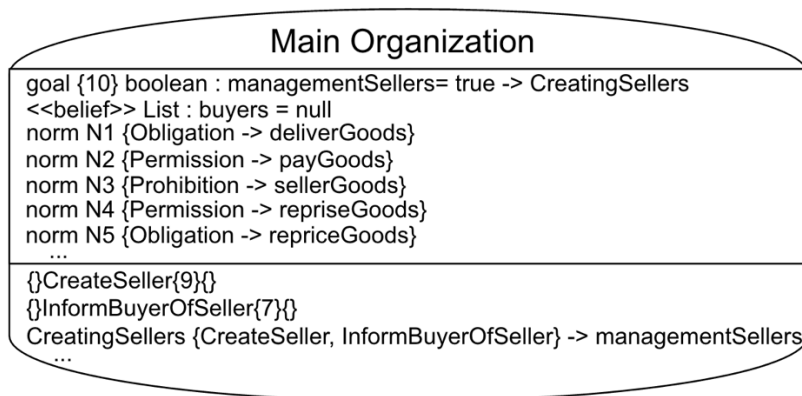 Main Organization
goal {10} boolean : managementSellers= true -> CreatingSellers
<<belief>> List : buyers = null
norm N1 {Obligation -> deliverGoods}
norm N2 {Permission -> payGoods}
norm N3 {Prohibition -> sellerGoods}
norm N4 {Permission -> repriseGoods}
norm N5 {Obligation -> repriceGoods}
...
{}CreateSeller{9}{}
{}InformBuyerOfSeller{7}{}
CreatingSellers {CreateSeller, InformBuyerOfSeller} -> managementSellers
...